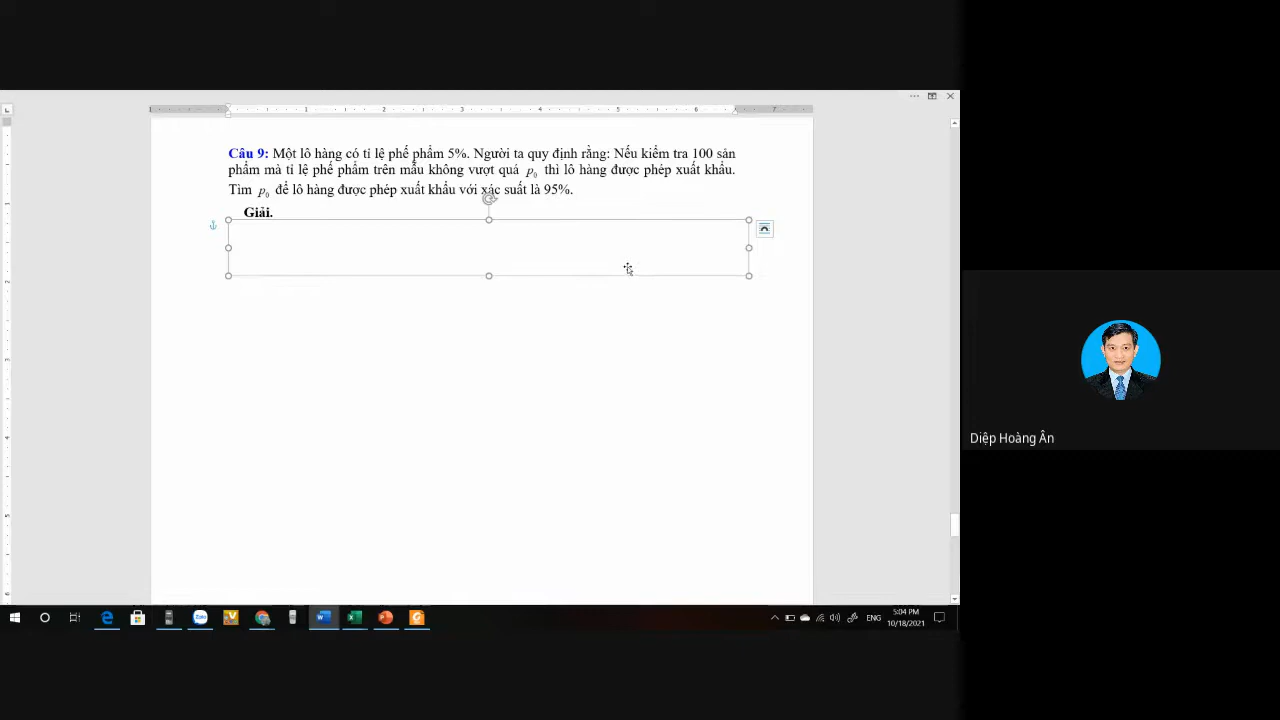 Câu 9: Một lô hàng có tỉ lệ phế phẩm 5%. Người ta quy định rằng: Nếu kiểm tra 100 sản
phẩm mà tỉ lệ phế phẩm trên mẫu không vượt quá p₀ thì lô hàng được phép xuất khẩu.
Tìm p₀ để lô hàng được phép xuất khẩu với xác suất là 95%.
Giải.
Diệp Hoàng Ân
ENG
5:04 PM
10/18/2021